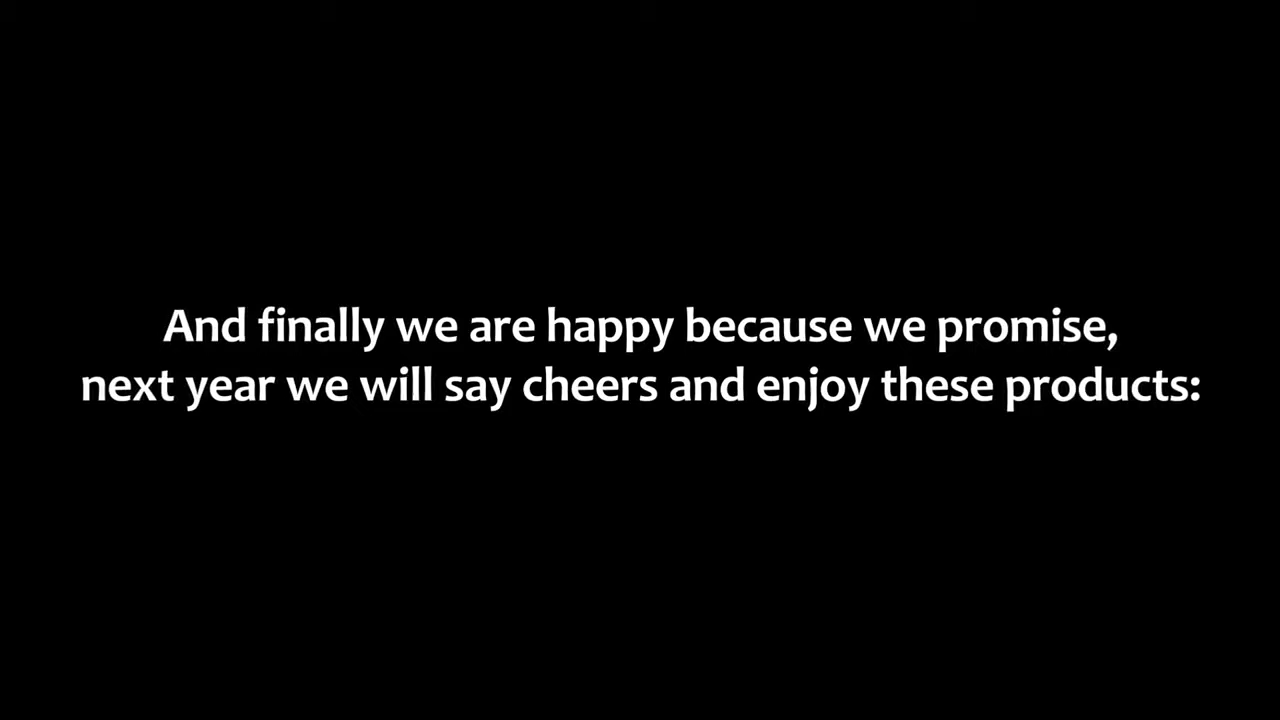 And finally we are happy because we promise,
next year we will say cheers and enjoy these products: